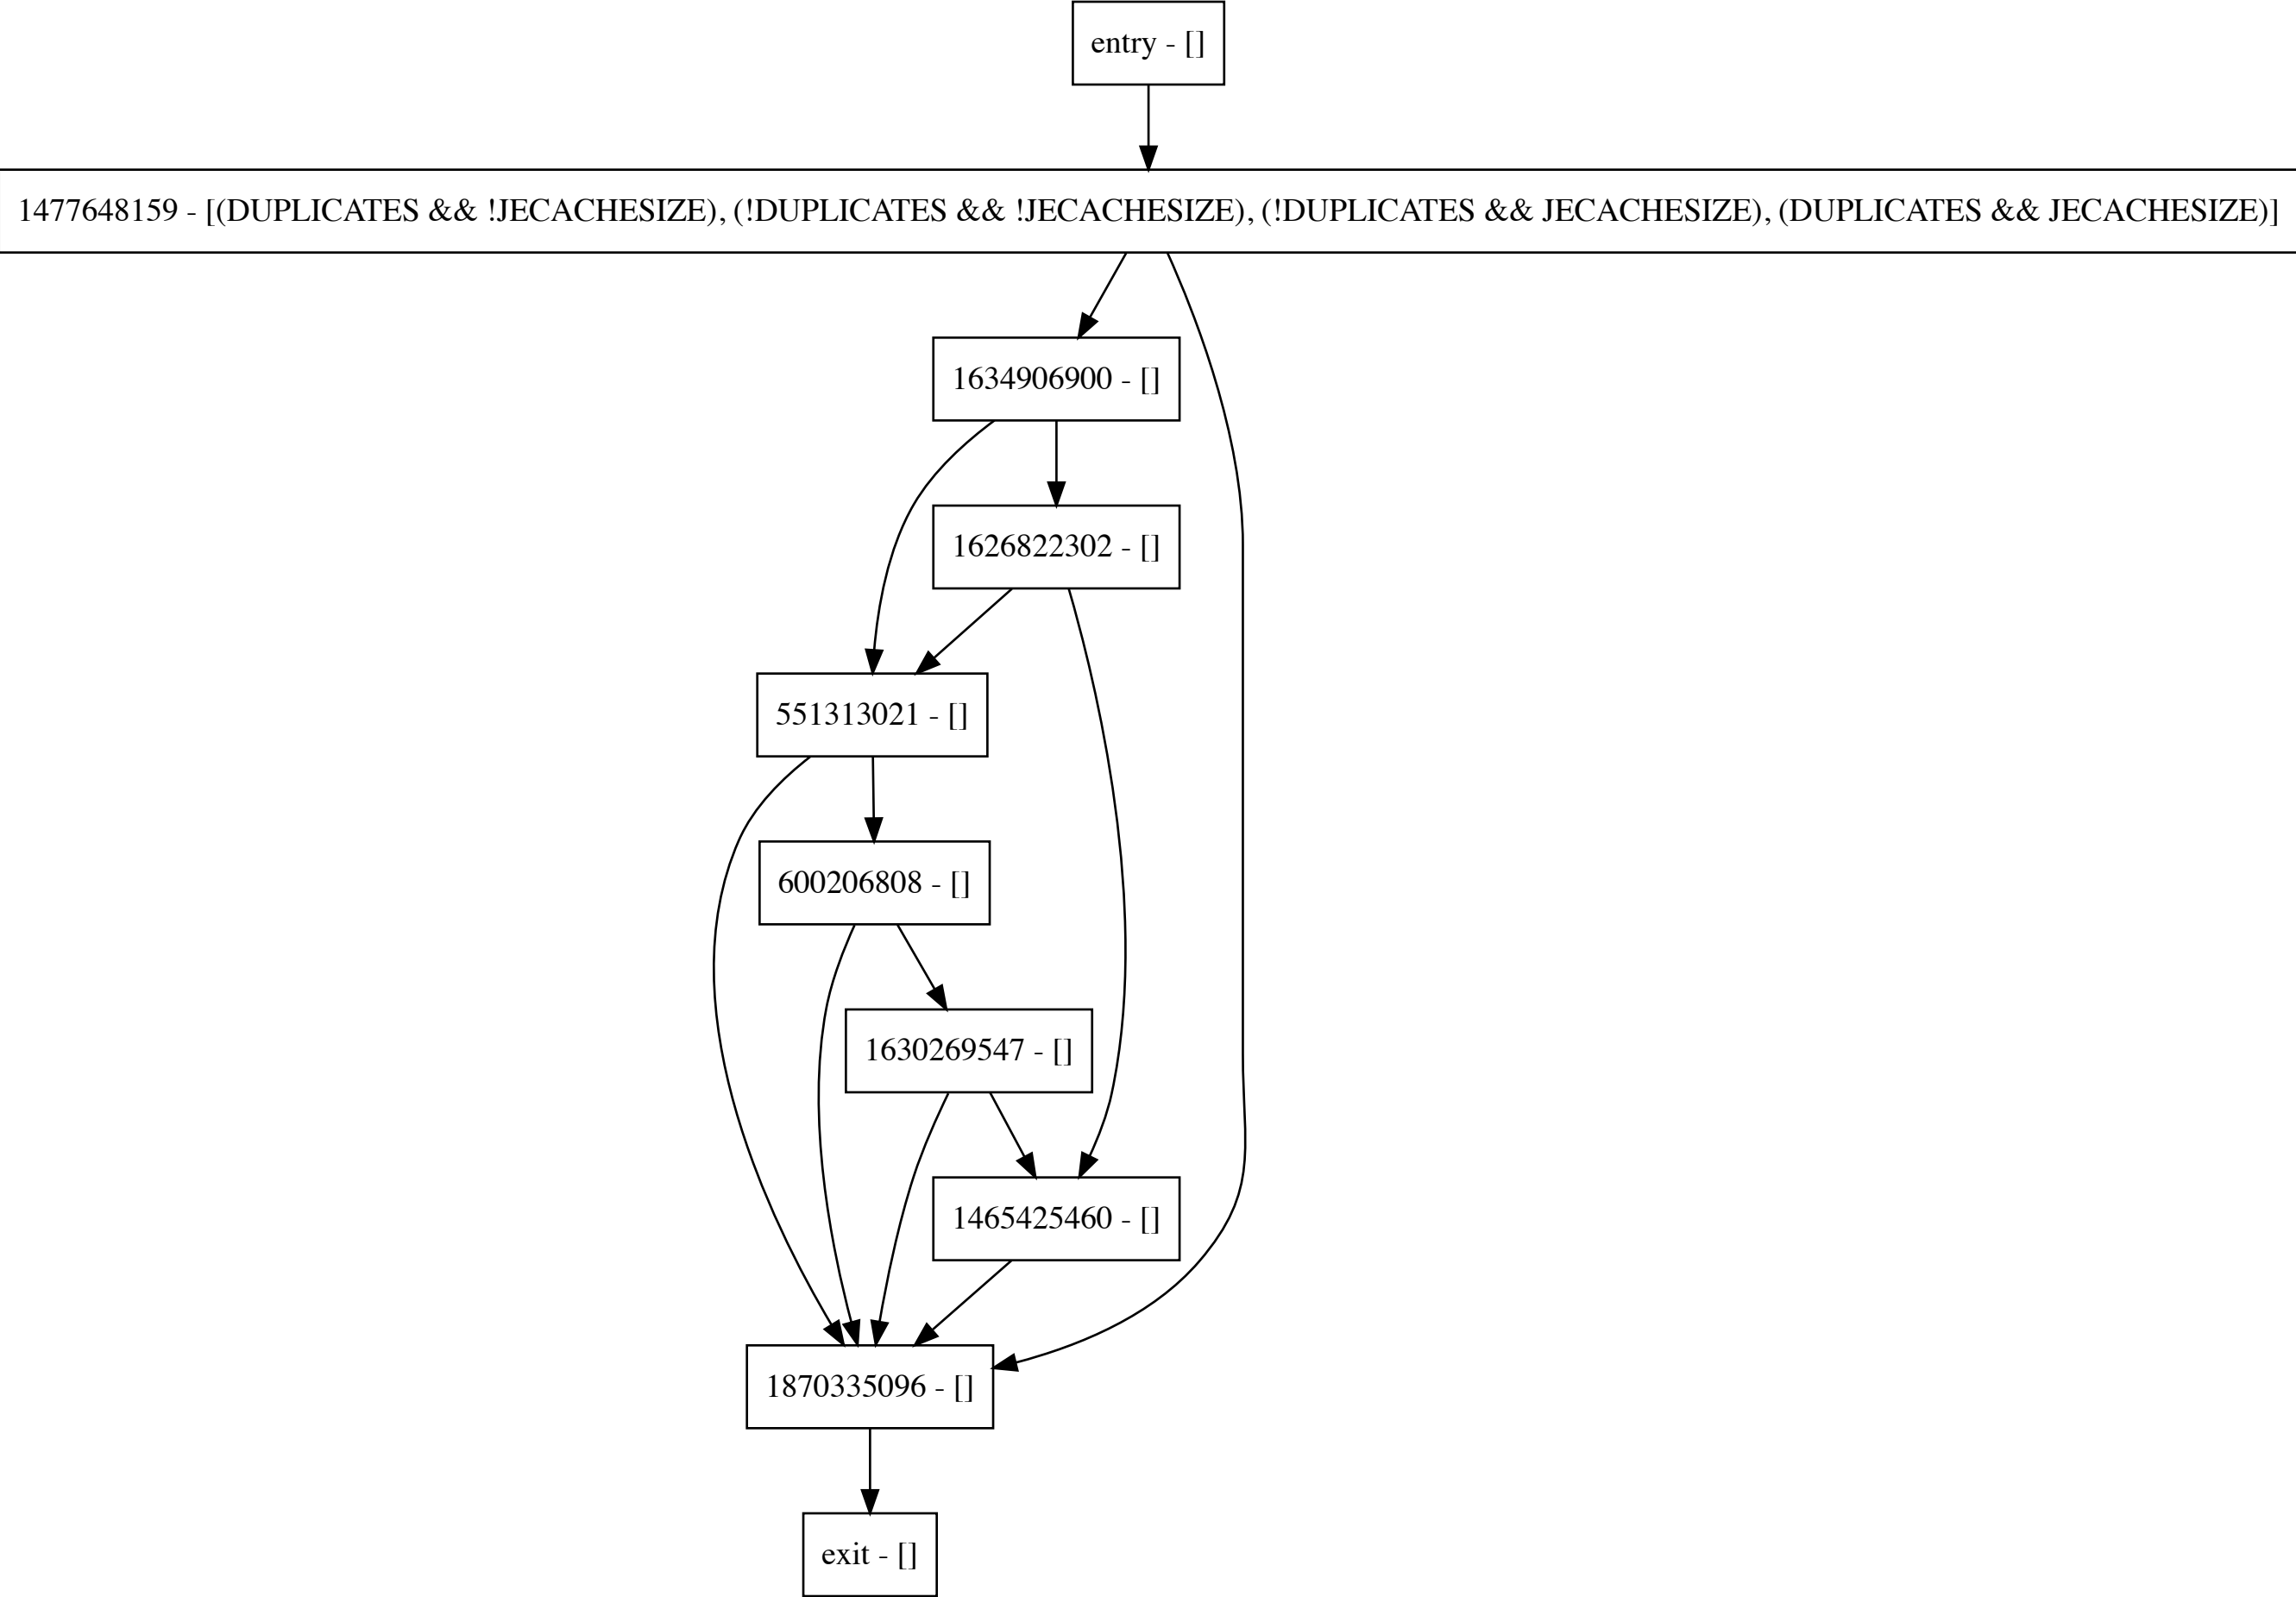 entry - []
1477648159 - [(DUPLICATES && !JECACHESIZE), (!DUPLICATES && !JECACHESIZE), (!DUPLICATES && JECACHESIZE), (DUPLICATES && JECACHESIZE)]
1634906900 - []
1626822302 - []
551313021 - []
600206808 - []
1630269547 - []
1465425460 - []
1870335096 - []
exit - []